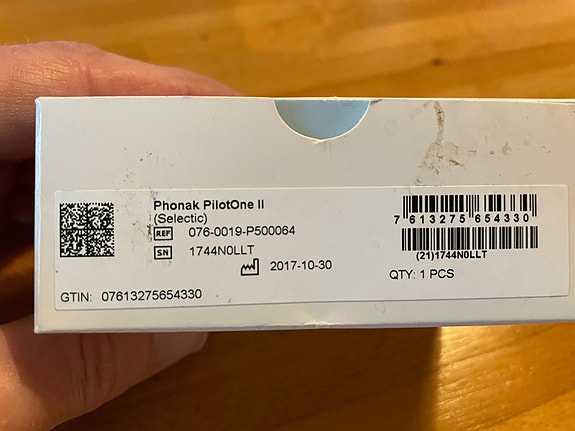 Phonak PilotOne II
(Selectic)
REF 076-0019-P500064
SN 1744N0LLT
2017-10-30
GTIN: 07613275654330
7 613275 654330
(21)1744N0LLT
QTY: 1 PCS